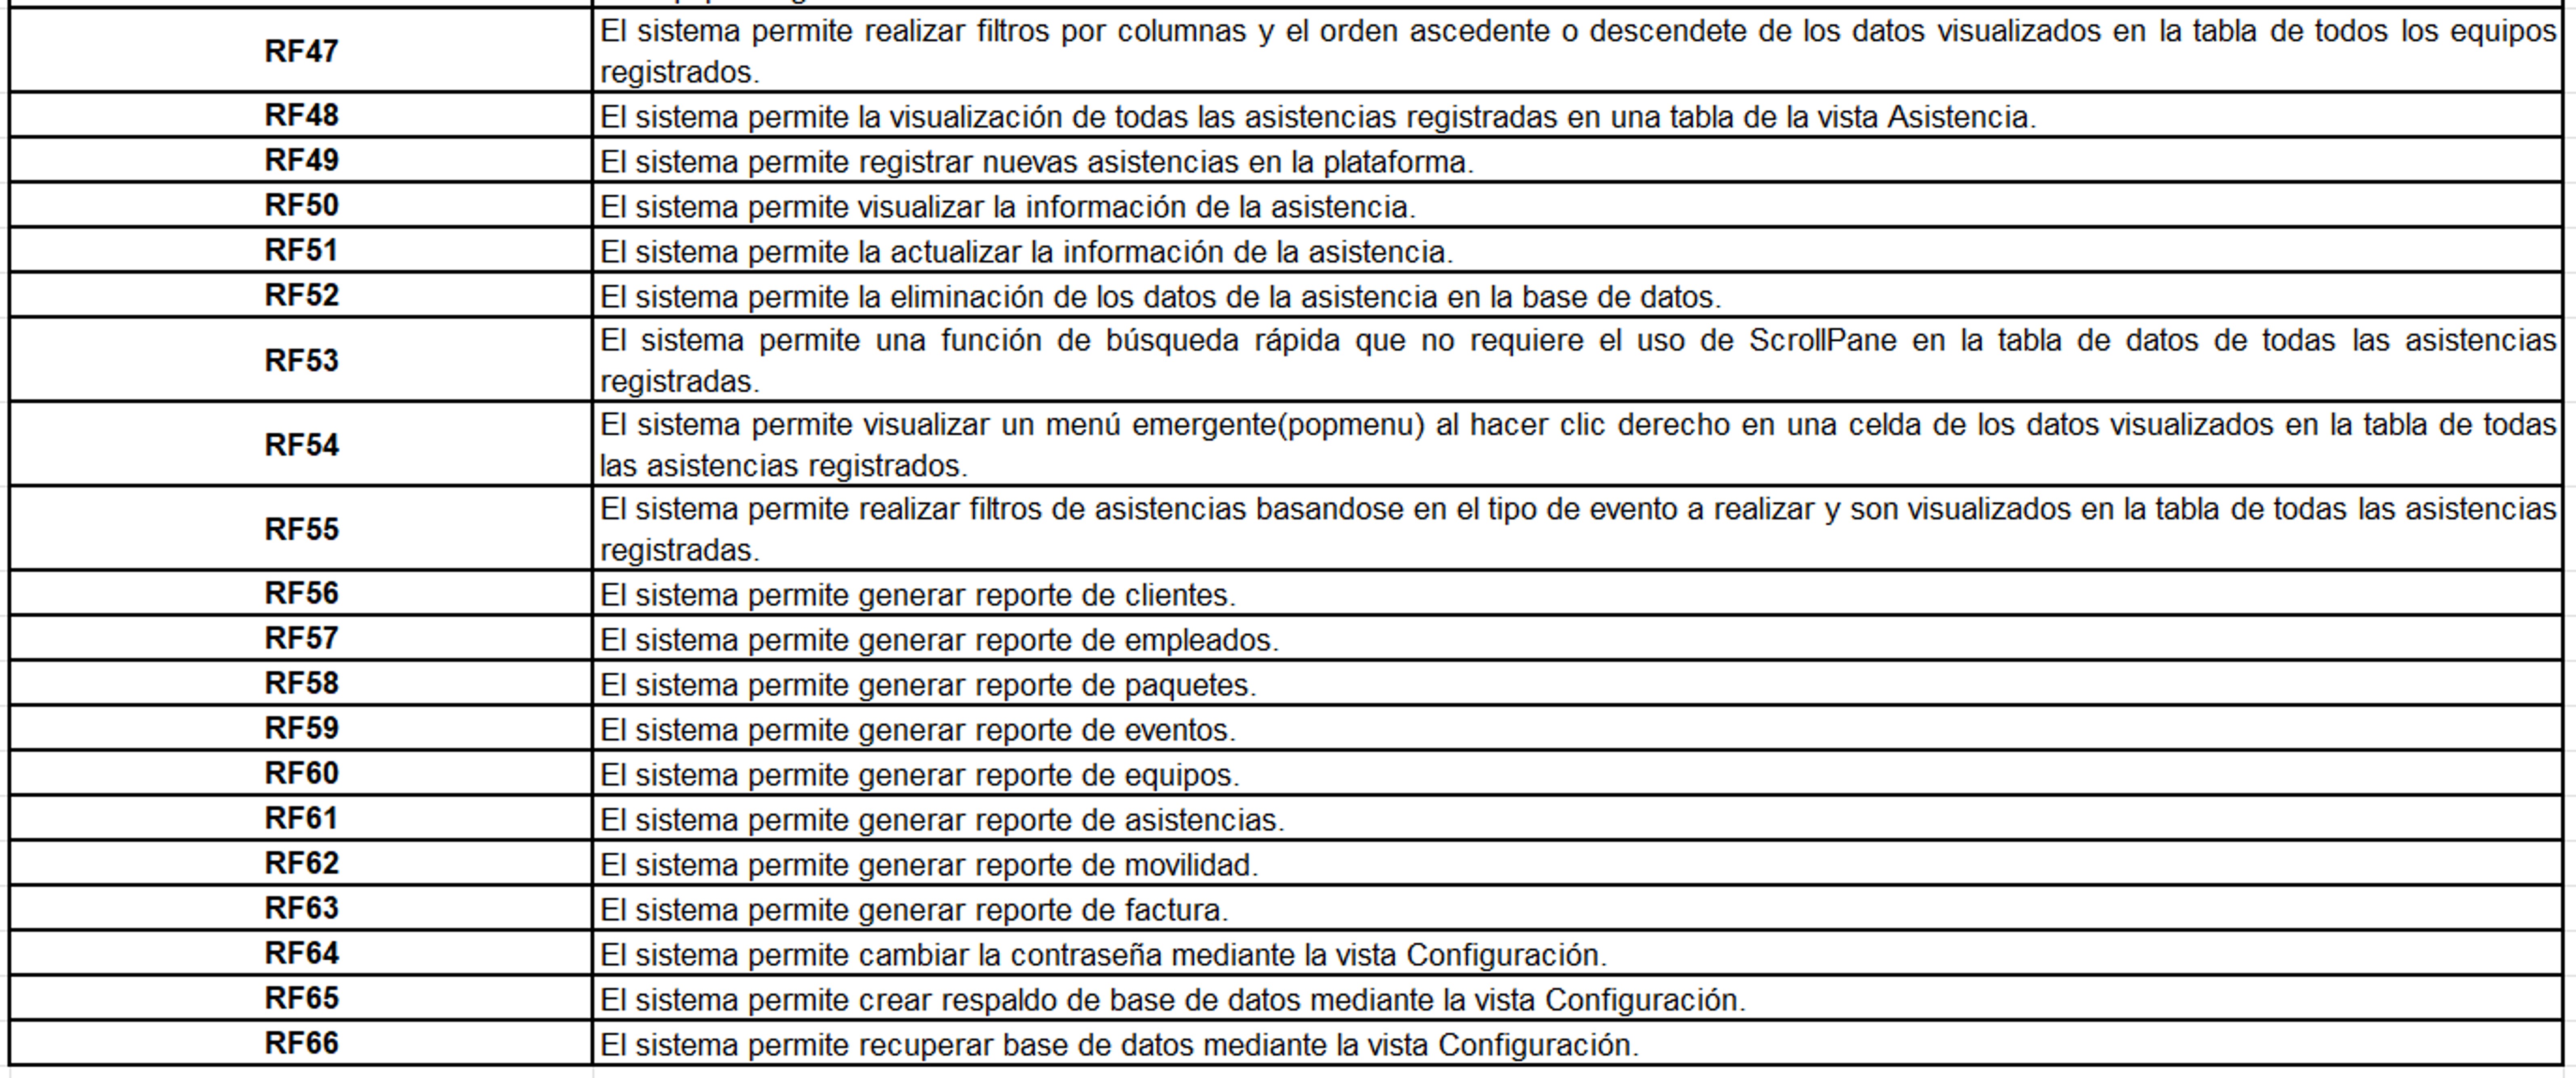 RF47
El sistema permite realizar filtros por columnas y el orden ascedente o descendete de los datos visualizados en la tabla de todos los equipos
registrados.
RF48
El sistema permite la visualización de todas las asistencias registradas en una tabla de la vista Asistencia.
RF49
El sistema permite registrar nuevas asistencias en la plataforma.
RF50
El sistema permite visualizar la información de la asistencia.
RF51
El sistema permite la actualizar la información de la asistencia.
RF52
El sistema permite la eliminación de los datos de la asistencia en la base de datos.
RF53
El sistema permite una función de búsqueda rápida que no requiere el uso de ScrollPane en la tabla de datos de todas las asistencias
registradas.
RF54
El sistema permite visualizar un menú emergente(popmenu) al hacer clic derecho en una celda de los datos visualizados en la tabla de todas
las asistencias registrados.
RF55
El sistema permite realizar filtros de asistencias basandose en el tipo de evento a realizar y son visualizados en la tabla de todas las asistencias
registradas.
RF56
El sistema permite generar reporte de clientes.
RF57
El sistema permite generar reporte de empleados.
RF58
El sistema permite generar reporte de paquetes.
RF59
El sistema permite generar reporte de eventos.
RF60
El sistema permite generar reporte de equipos.
RF61
El sistema permite generar reporte de asistencias.
RF62
El sistema permite generar reporte de movilidad.
RF63
El sistema permite generar reporte de factura.
RF64
El sistema permite cambiar la contraseña mediante la vista Configuración.
RF65
El sistema permite crear respaldo de base de datos mediante la vista Configuración.
RF66
El sistema permite recuperar base de datos mediante la vista Configuración.